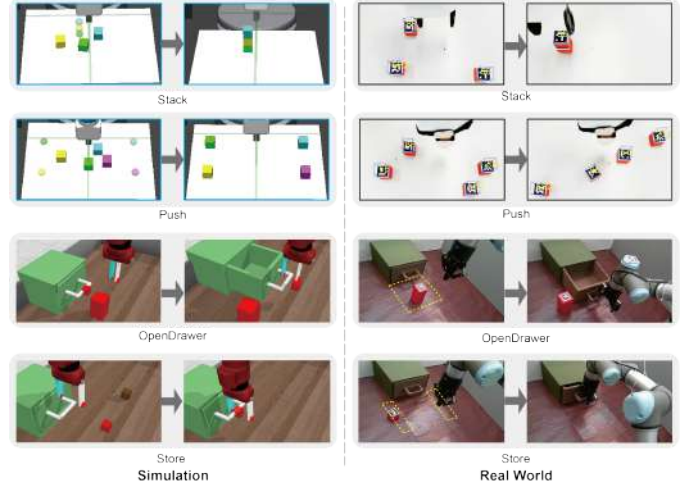 Stack
Stack
Push
Push
OpenDrawer
OpenDrawer
Store
Store
Simulation
Real World